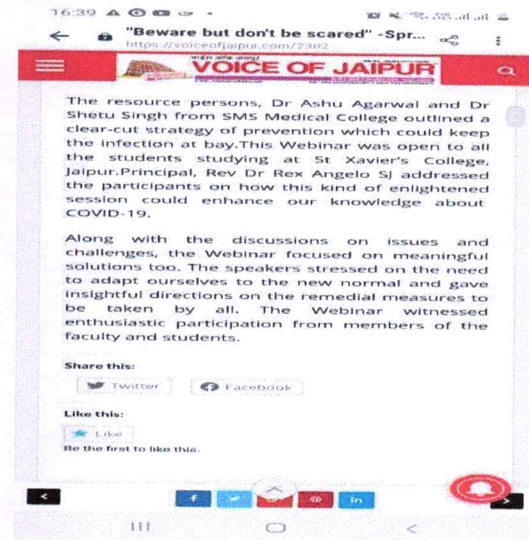 16:39
"Beware but don't be scared" -Spr...
https://voiceofjaipur.com/2302
VOICE OF JAIPUR
The resource persons, Dr Ashu Agarwal and Dr
Shetu Singh from SMS Medical College outlined a
clear-cut strategy of prevention which could keep
the infection at bay.This Webinar was open to all
the students studying at St Xavier's College,
Jaipur.Principal, Rev Dr Rex Angelo SJ addressed
the participants on how this kind of enlightened
session could enhance our knowledge about
COVID-19.
Along with the discussions on issues and
challenges, the Webinar focused on meaningful
solutions too. The speakers stressed on the need
to adapt ourselves to the new normal and gave
insightful directions on the remedial measures to
be taken by all. The Webinar witnessed
enthusiastic participation from members of the
faculty and students.
Share this:
Twitter
Facebook
Like this:
Like
Be the first to like this.